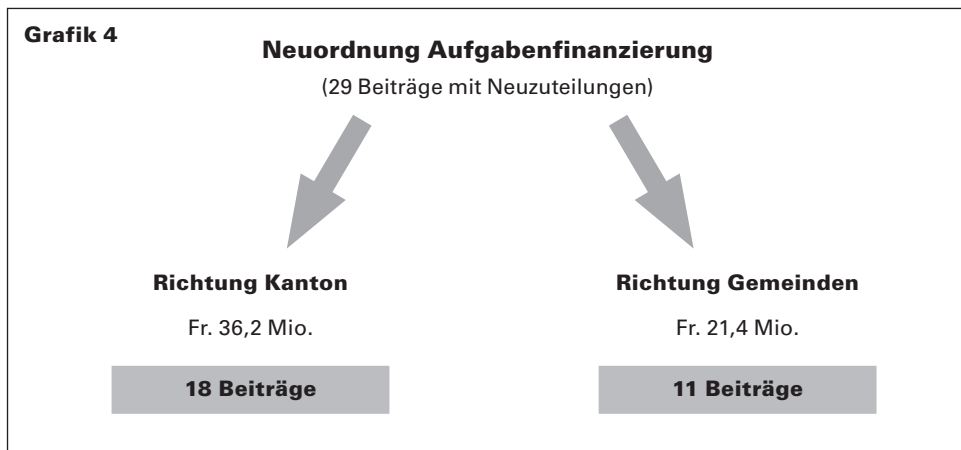 Grafik 4
Neuordnung Aufgabenfinanzierung
(29 Beiträge mit Neuzuteilungen)
Richtung Kanton
Fr. 36,2 Mio.
18 Beiträge
Richtung Gemeinden
Fr. 21,4 Mio.
11 Beiträge